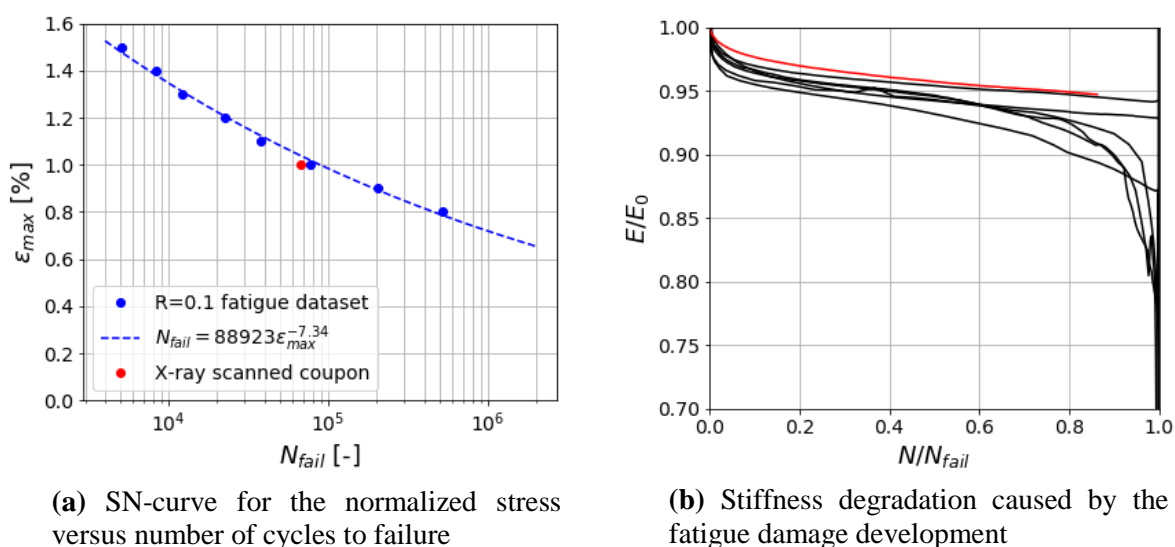 1.6
1.4
1.2
1.0
0.8
0.6
0.4
0.2
0.0
ε_max [%]
R=0.1 fatigue dataset
N_fail = 88923ε_max^−7.34
X-ray scanned coupon
10^4
10^5
10^6
N_fail [-]
(a) SN-curve for the normalized stress
versus number of cycles to failure
1.00
0.95
0.90
0.85
0.80
0.75
0.70
E/E_0
0.0
0.2
0.4
0.6
0.8
1.0
N/N_fail
(b) Stiffness degradation caused by the
fatigue damage development